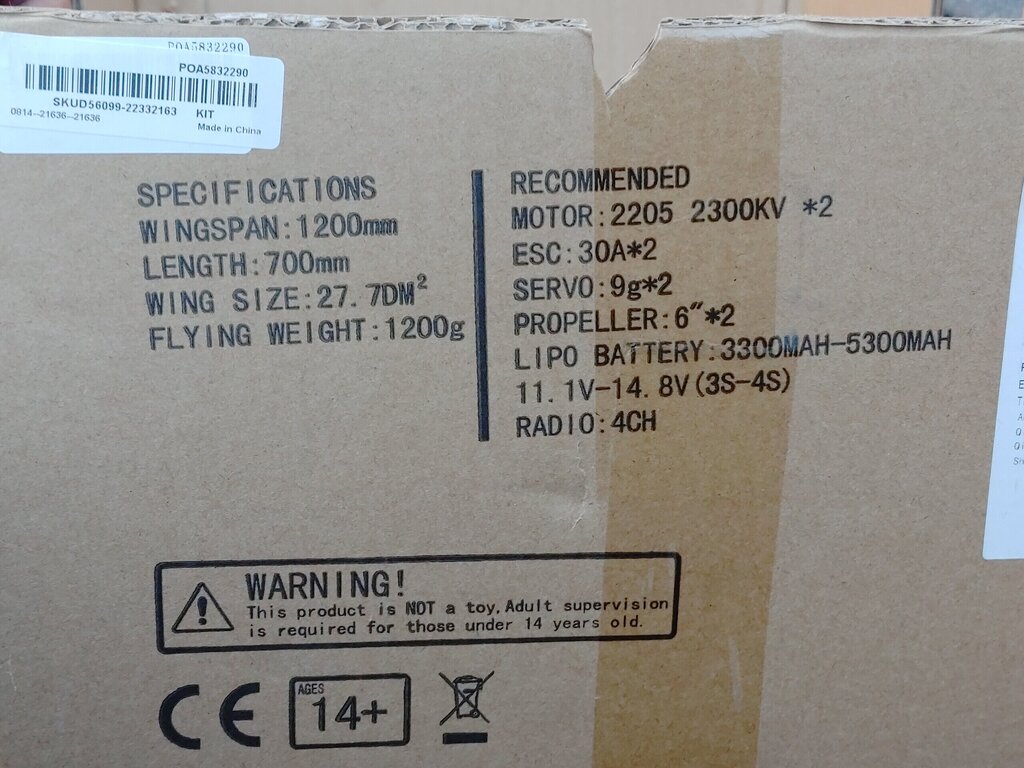 POA5832290
POA5832290
SKUD56099-22332163 KIT
0814--21636--21636
Made in China
SPECIFICATIONS
WINGSPAN:1200mm
LENGTH:700mm
WING SIZE:27.7DM²
FLYING WEIGHT:1200g
RECOMMENDED
MOTOR:2205 2300KV *2
ESC:30A*2
SERVO:9g*2
PROPELLER:6″*2
LIPO BATTERY:3300MAH-5300MAH
11.1V-14.8V(3S-4S)
RADIO:4CH
WARNING!
This product is NOT a toy,Adult supervision
is required for those under 14 years old.
CE
AGES
14+